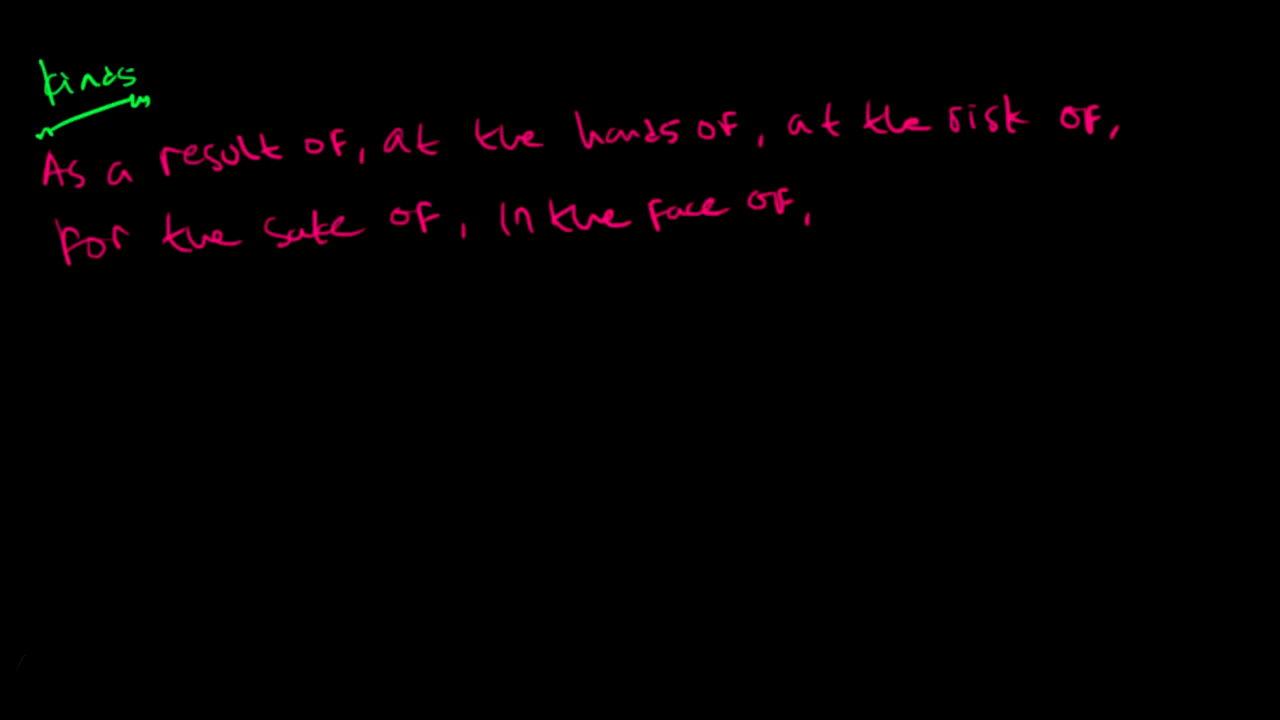 kinds
As a result of, at the hands of, at the risk of,
For the sake of, in the face of,